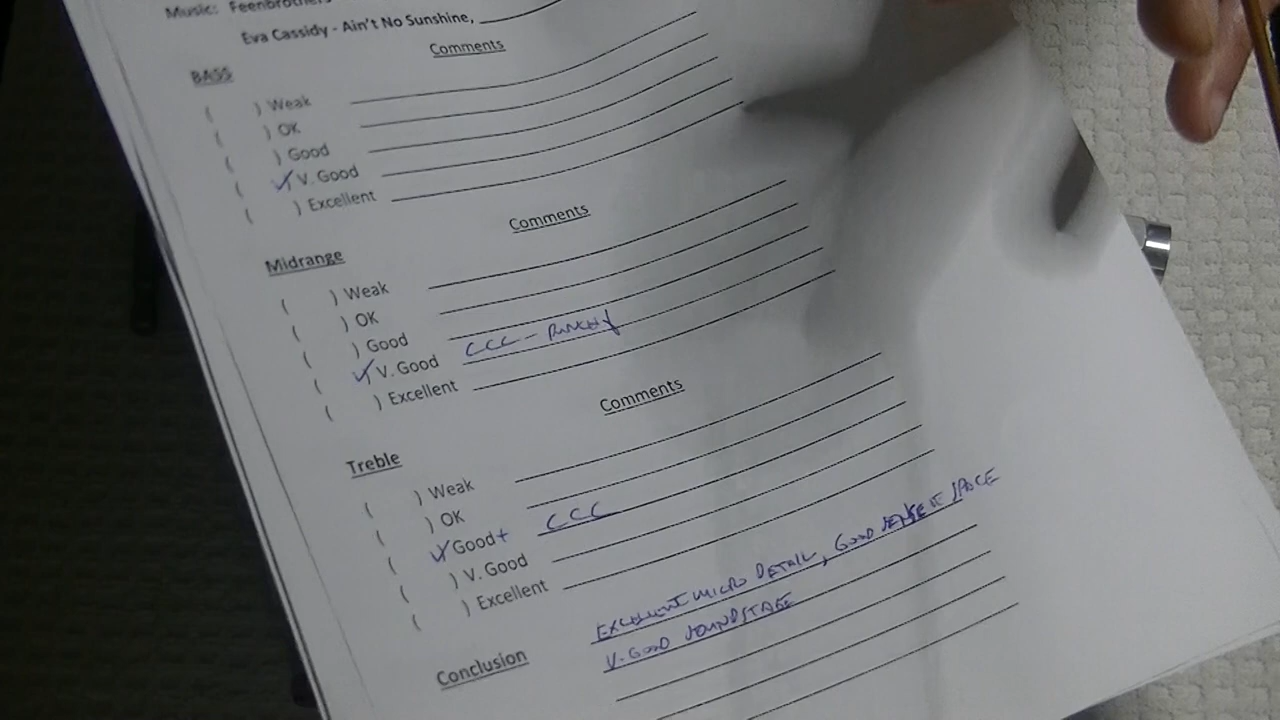 Music: Feenbrothers
Eva Cassidy - Ain't No Sunshine,
Comments
BASS
( ) Weak
( ) OK
( ) Good
( ✓ V. Good
( ) Excellent
Comments
Midrange
( ) Weak
( ) OK
( ) Good
( ✓ V. Good CCC - PUNCHY
( ) Excellent
Comments
Treble
( ) Weak
( ) OK
( ✓ Good+ CCC
( ) V. Good
( ) Excellent
Conclusion
EXCELLENT MICRO DETAIL, GOOD SENSE OF SPACE
V. GOOD SOUNDSTAGE